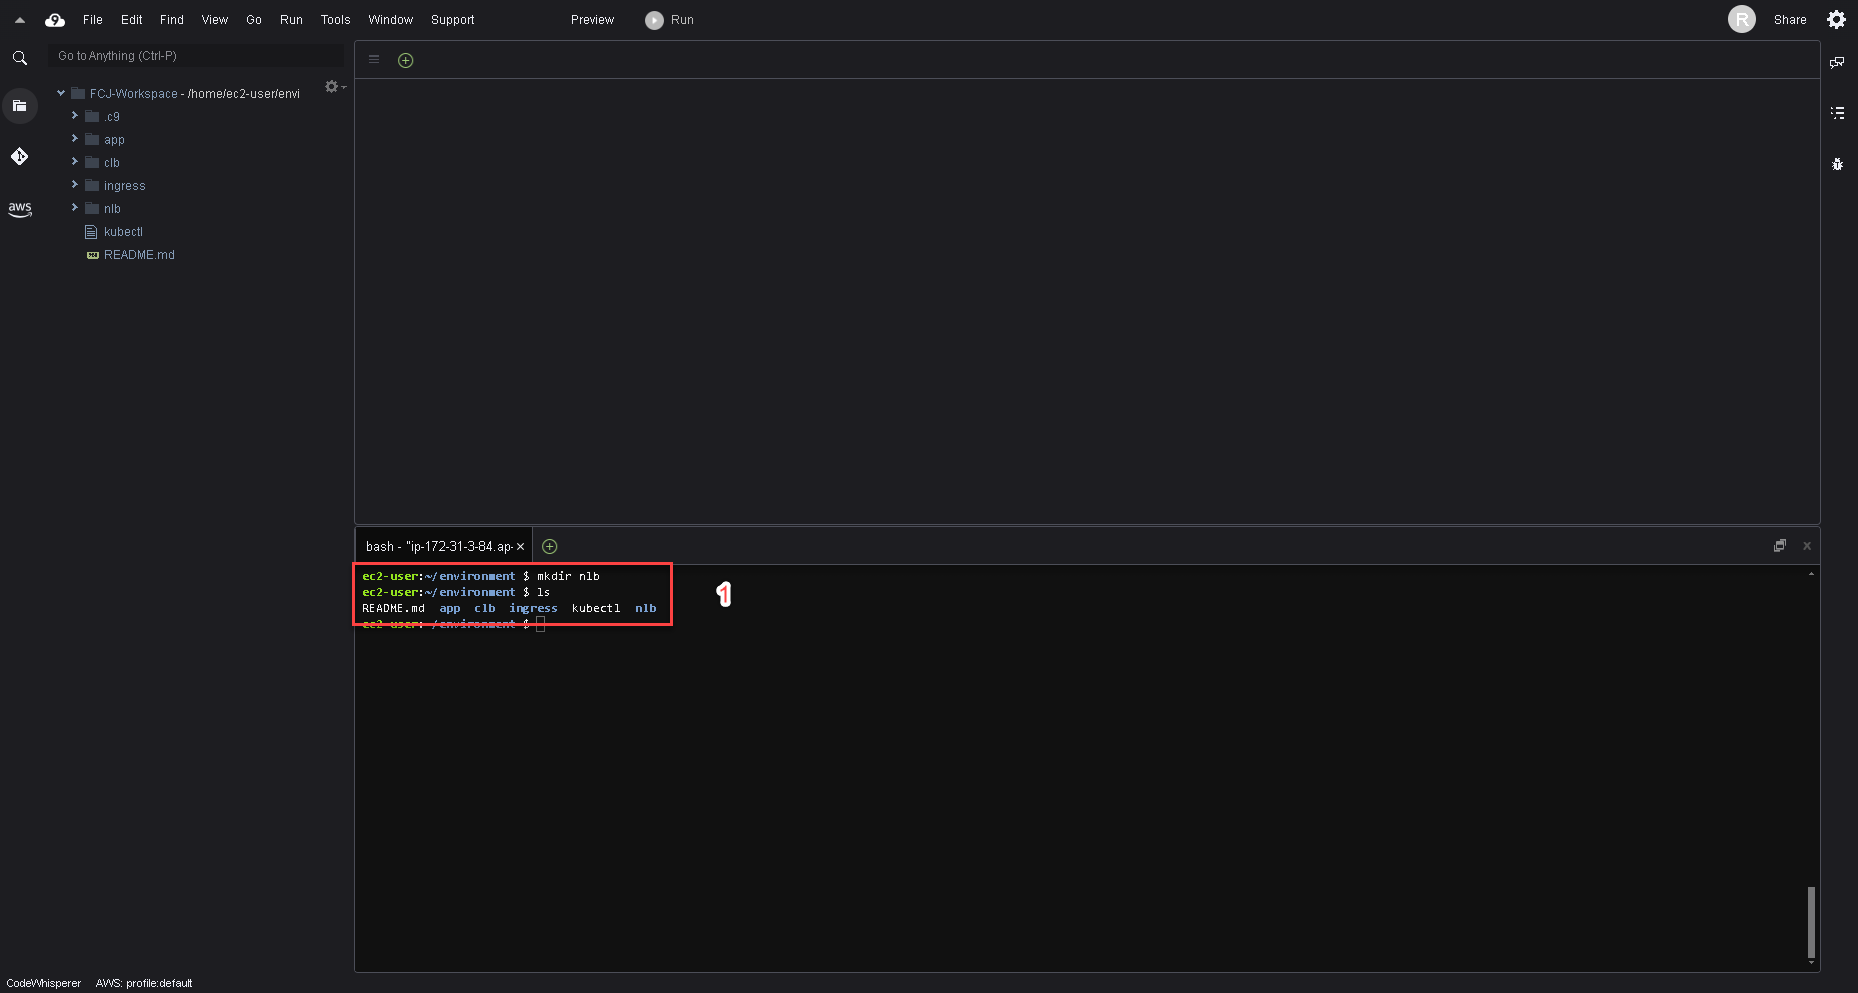 File Edit Find View Go Run Tools Window Support Preview Run R Share
Go to Anything (Ctrl-P)
FCJ-Workspace - /home/ec2-user/envi
.c9
app
clb
ingress
nlb
kubectl
README.md
aws
bash - "ip-172-31-3-84.ap-
ec2-user:~/environment $ mkdir nlb
ec2-user:~/environment $ ls
README.md app clb ingress kubectl nlb
ec2-user:~/environment $
1
CodeWhisperer AWS: profile:default